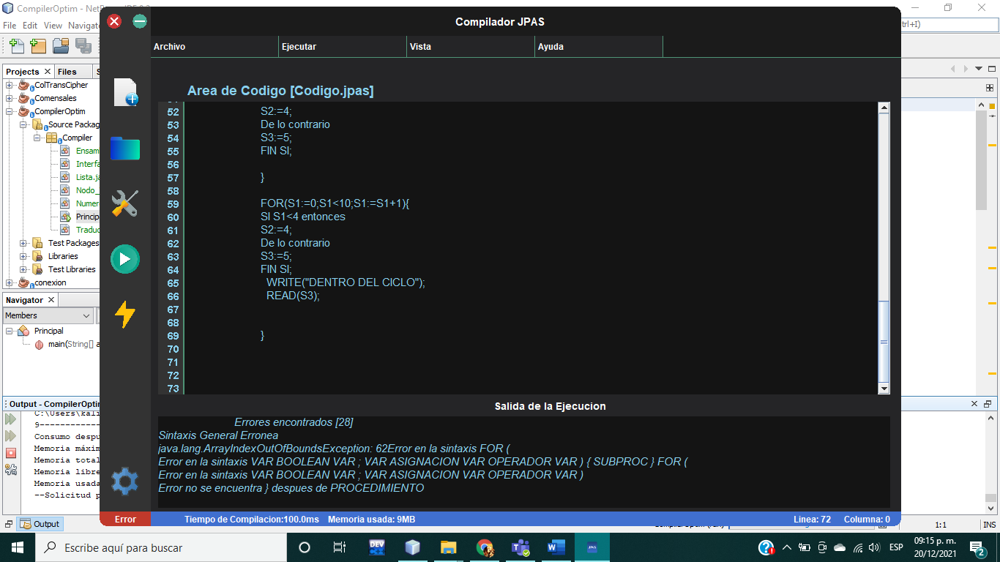 CompilerOptim - Net
File Edit View Navigat
trl+I)
Compilador JPAS
Archivo Ejecutar Vista Ayuda
Projects Files
ColTransCipher
Comensales
CompilerOptim
Source Packag
Compiler
Ensam
Interfa
Lista.ja
Nodo_
Numer
Princip
Traduc
Test Packages
Libraries
Test Libraries
conexion
Navigator
Members
Principal
main(String[] a
Area de Codigo [Codigo.jpas]
52 S2:=4;
53 De lo contrario
54 S3:=5;
55 FIN SI;
56
57 }
58
59 FOR(S1:=0;S1<10;S1:=S1+1){
60 SI S1<4 entonces
61 S2:=4;
62 De lo contrario
63 S3:=5;
64 FIN SI;
65 WRITE("DENTRO DEL CICLO");
66 READ(S3);
67
68
69 }
70
71
72
73
Output - CompilerOptim
C:\Users\kali
9-------------
Consumo despu
Memoria máxim
Memoria total
Memoria libre
Memoria usada
--Solicitud p
Output
Salida de la Ejecucion
Errores encontrados [28]
Sintaxis General Erronea
java.lang.ArrayIndexOutOfBoundsException: 62Error en la sintaxis FOR (
Error en la sintaxis VAR BOOLEAN VAR ; VAR ASIGNACION VAR OPERADOR VAR ) { SUBPROC } FOR (
Error en la sintaxis VAR BOOLEAN VAR ; VAR ASIGNACION VAR OPERADOR VAR )
Error no se encuentra } despues de PROCEDIMIENTO
Error Tiempo de Compilacion:100.0ms Memoria usada: 9MB Linea: 72 Columna: 0
1:1 INS
Escribe aquí para buscar
DEV
ESP
09:15 p. m.
20/12/2021
2